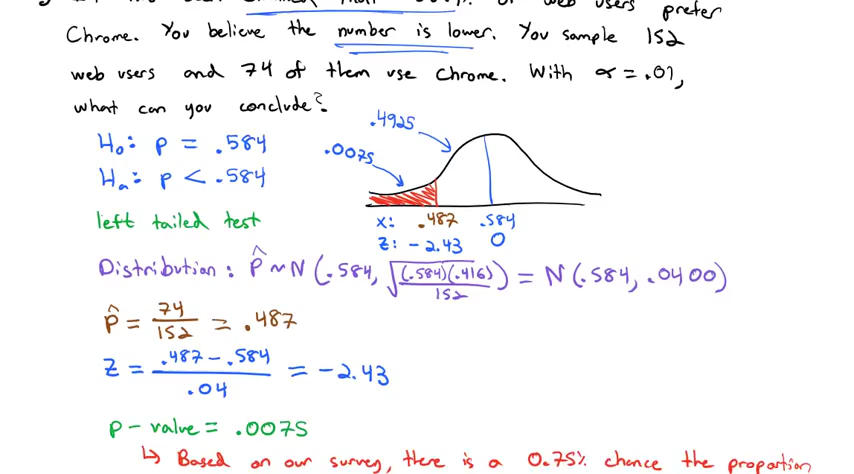 web users prefer
Chrome. You believe the number is lower. You sample 152
web users and 74 of them use Chrome. With α = .01,
what can you conclude?
H₀: p = .584
Hₐ: p < .584
left tailed test
.4925
.0075
x: .487 .584
z: -2.43 0
Distribution: P̂ ~ N (.584, √((.584)(.416)/152)) = N (.584, .0400)
P̂ = 74/152 = .487
Z = (.487 - .584)/.04 = -2.43
p-value = .0075
↳ Based on our survey, there is a 0.75% chance the proportion